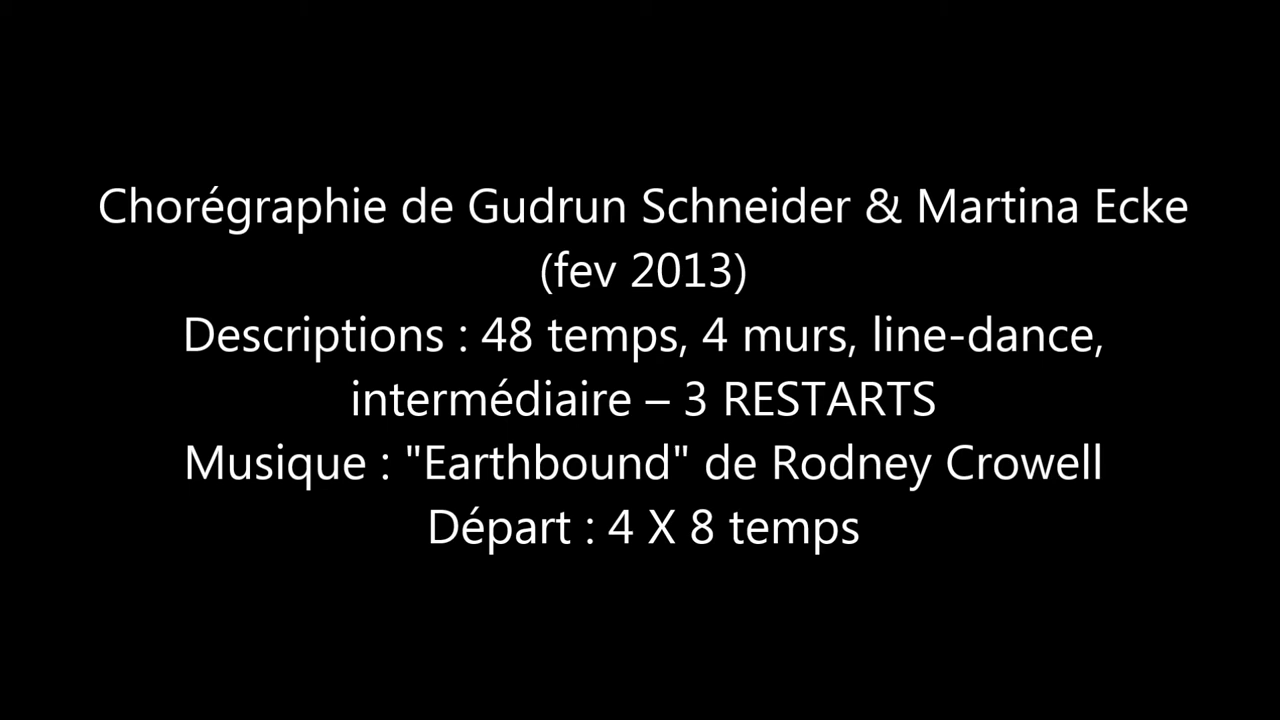 Chorégraphie de Gudrun Schneider & Martina Ecke
(fev 2013)
Descriptions : 48 temps, 4 murs, line-dance,
intermédiaire – 3 RESTARTS
Musique : "Earthbound" de Rodney Crowell
Départ : 4 X 8 temps